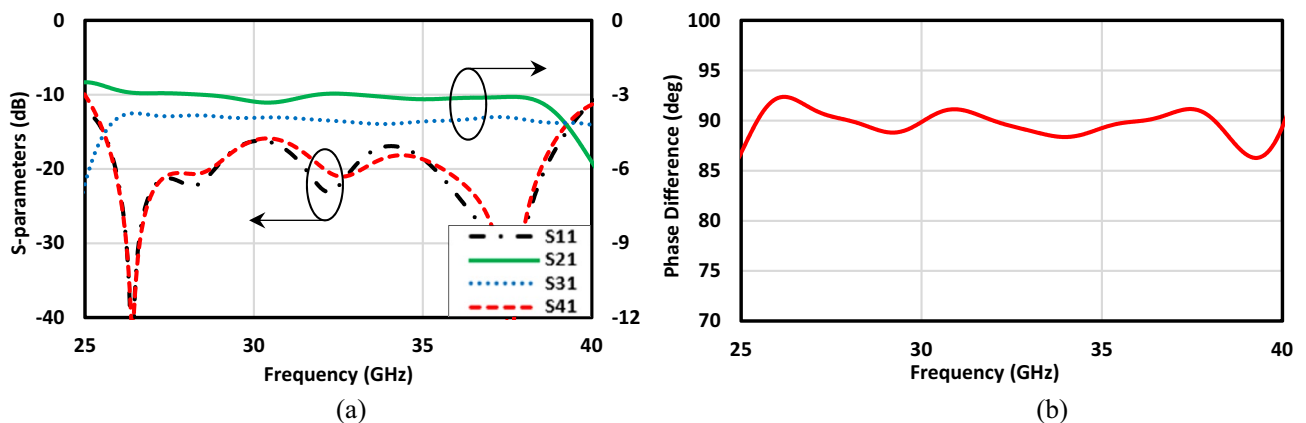 S-parameters (dB)
0
-10
-20
-30
-40
0
-3
-6
-9
-12
S11
S21
S31
S41
25
30
35
40
Frequency (GHz)
(a)
Phase Difference (deg)
100
95
90
85
80
75
70
25
30
35
40
Frequency (GHz)
(b)